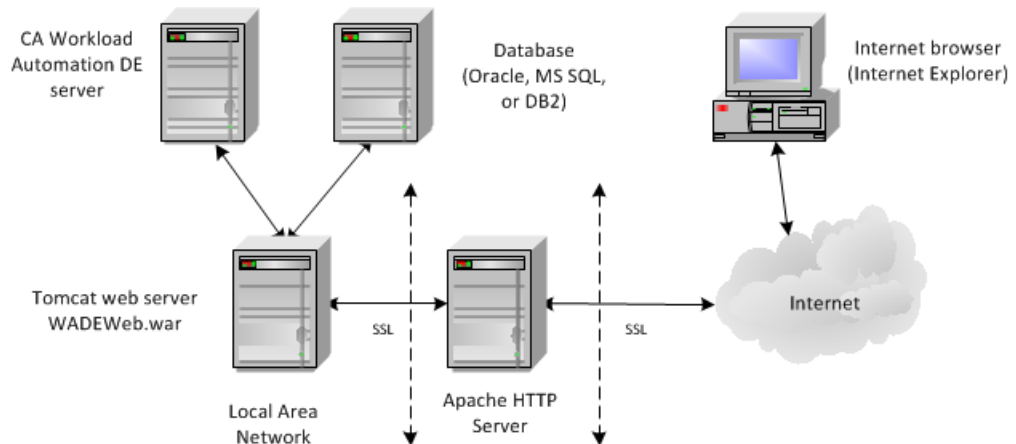 CA Workload
Automation DE
server
Database
(Oracle, MS SQL,
or DB2)
Internet browser
(Internet Explorer)
Tomcat web server
WADEWeb.war
SSL
SSL
Internet
Local Area
Network
Apache HTTP
Server